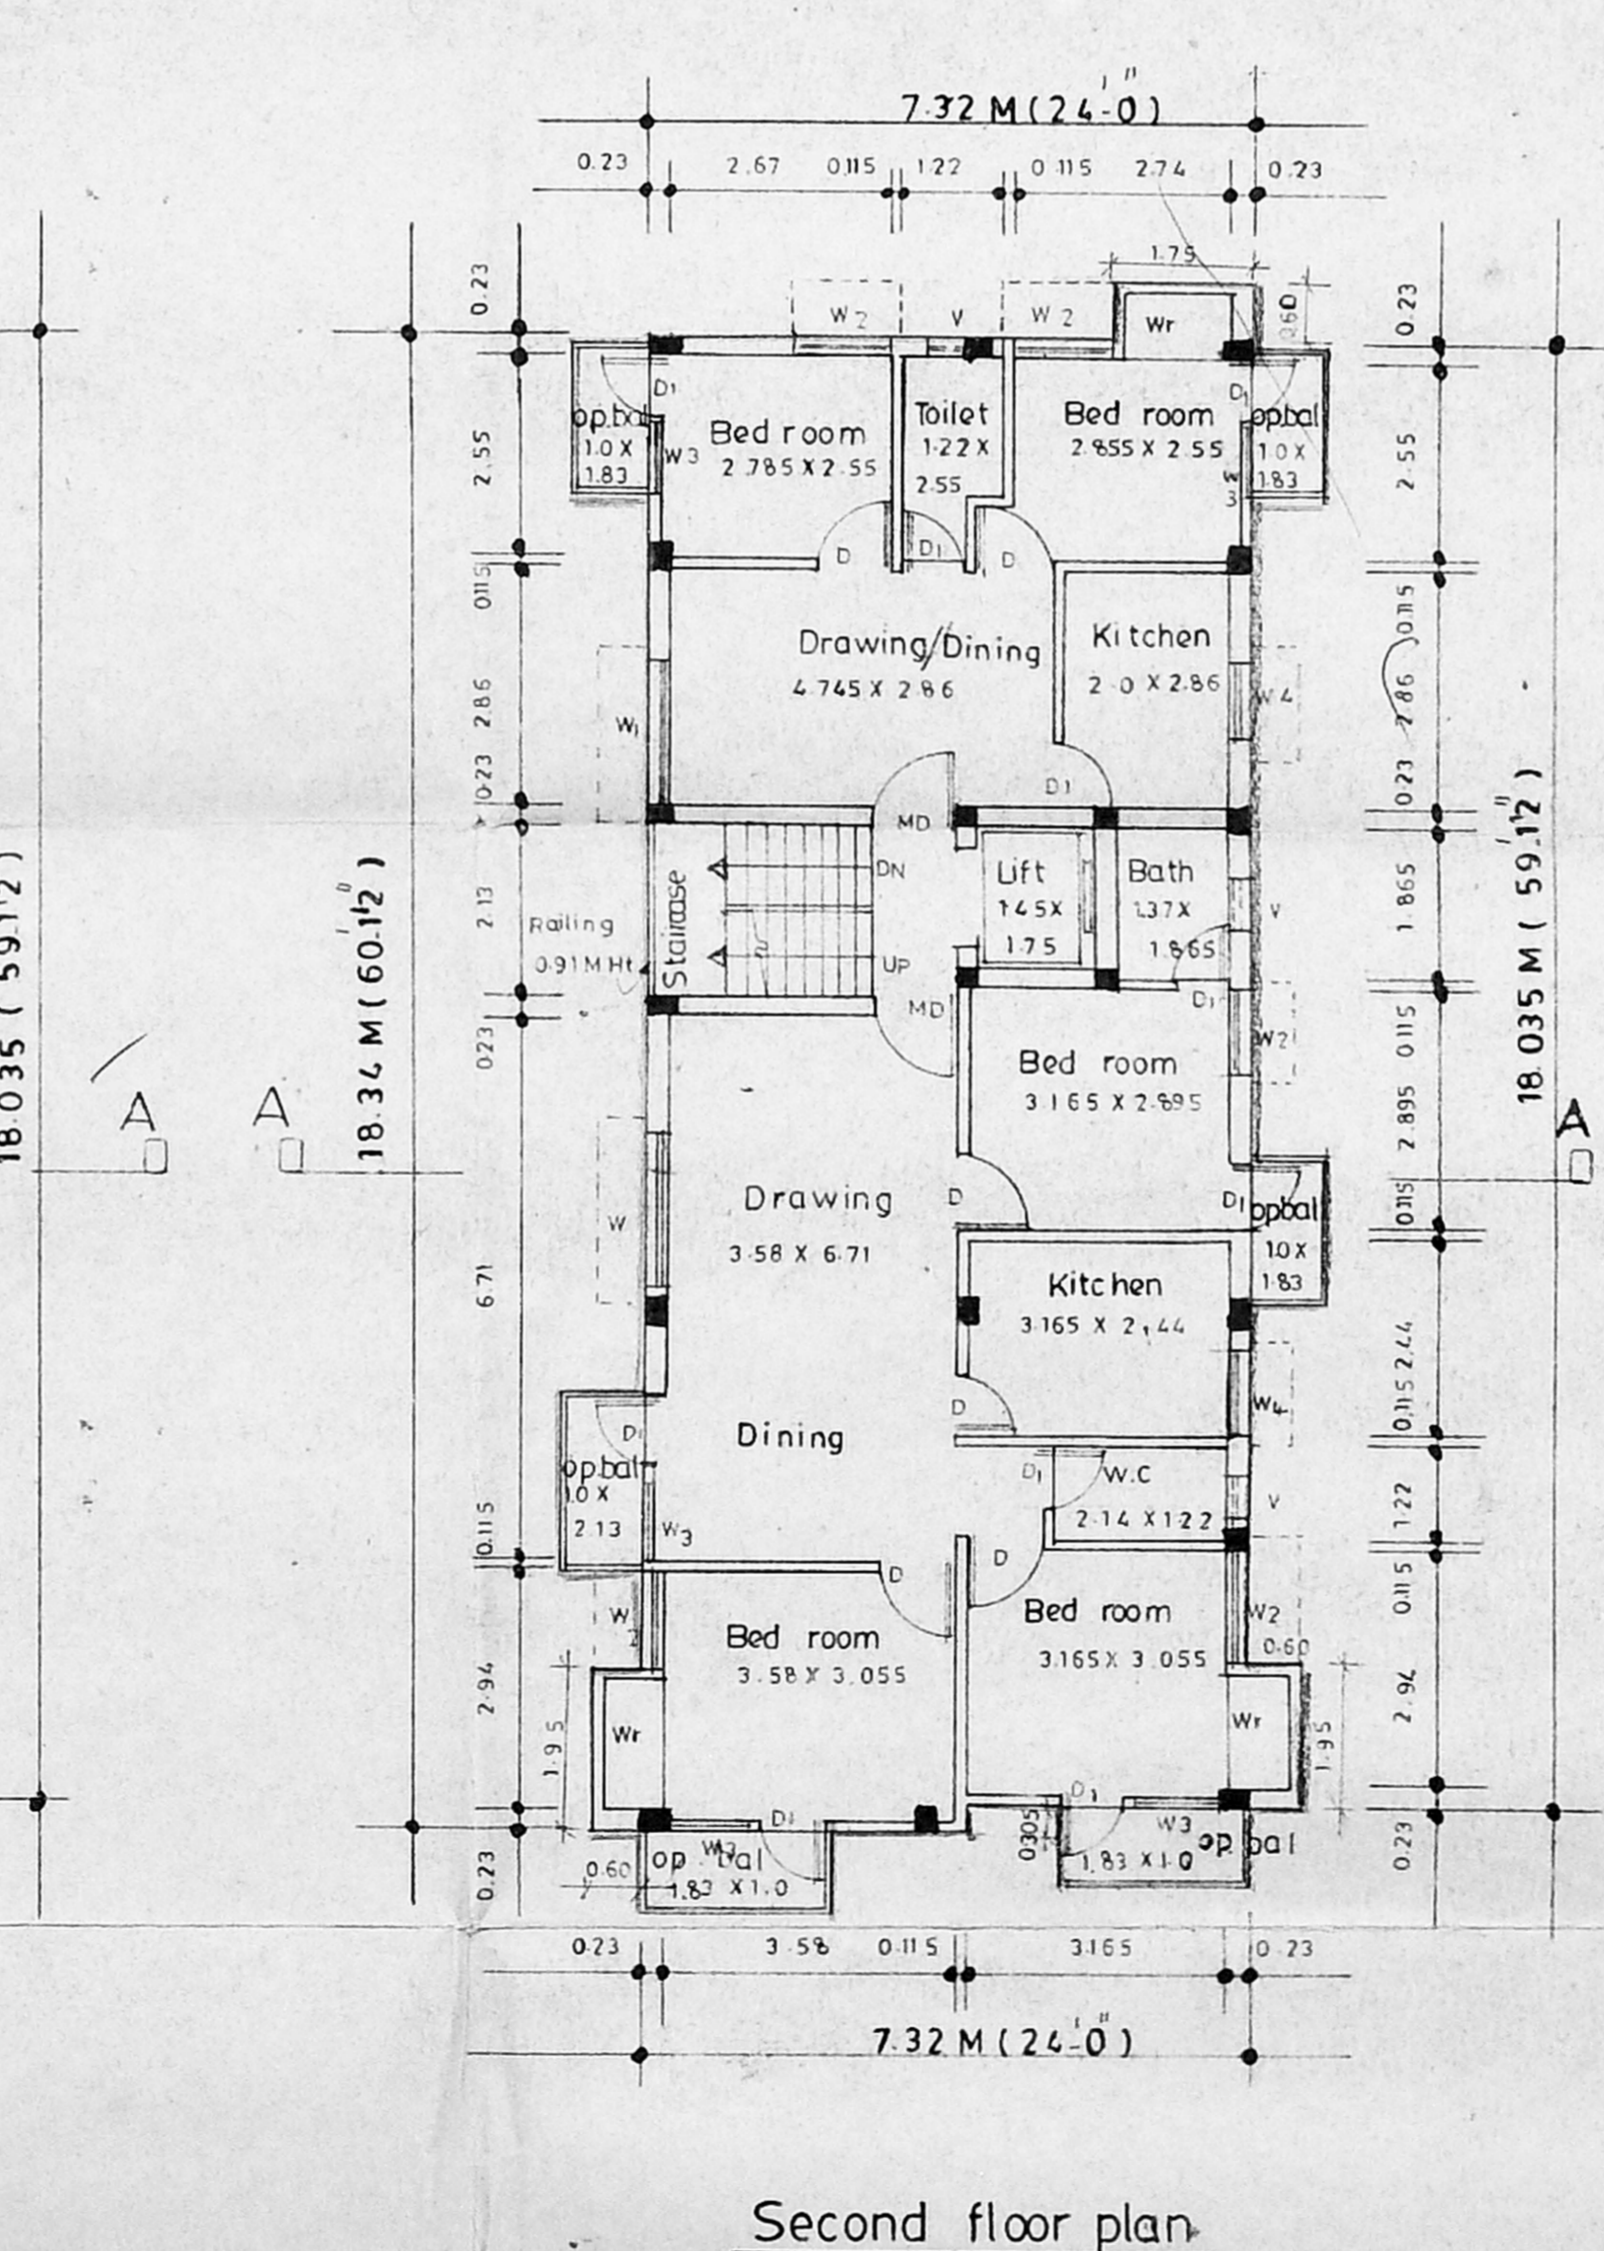 7.32 M ( 24'-0")
0.23 2.67 0.115 1.22 0.115 2.74 0.23
1.75
0.60
0.23
0.23
W2
V
W2
Wr
D1
D1
op.bal
1.0 X
1.83
W3
Bed room
2.785 X 2.55
Toilet
1.22 X
2.55
Bed room
2.855 X 2.55
W
3
op.bal
1.0 X
1.83
2.55
2.55
D
D1
D
0.115
0.115
Drawing/Dining
4.745 X 2.86
Kitchen
2.0 X 2.86
W1
W4
2.86
2.86
D1
0.23
0.23
MD
DN
UP
MD
Staircase
Railing
0.91 M Ht
Lift
1.45 X
1.75
Bath
1.37 X
1.865
V
D1
2.13
1.865
18.035 ( 59'-1½")
18.34 M ( 60'-1½")
18.035 M ( 59'-1½")
0.23
0.115
W2
Bed room
3.165 X 2.895
2.895
A
A
A
D
D1
op.bal
1.0 X
1.83
0.115
W
Drawing
3.58 X 6.71
6.71
Kitchen
3.165 X 2.44
2.44
W4
0.115
D
D1
Dining
op.bal
1.0 X
2.13
W3
D1
W.C
2.14 X 1.22
V
1.22
0.115
D
D
0.115
W
2
Bed room
3.58 X 3.055
Bed room
3.165 X 3.055
W2
0.60
2.94
2.94
1.95
1.95
Wr
Wr
D1
D1
W3
W3
0.305
op. bal
1.83 X 1.0
op. bal
1.83 X 1.0
0.60
0.23
0.23
0.23 3.58 0.115 3.165 0.23
7.32 M ( 24'-0")
Second floor plan